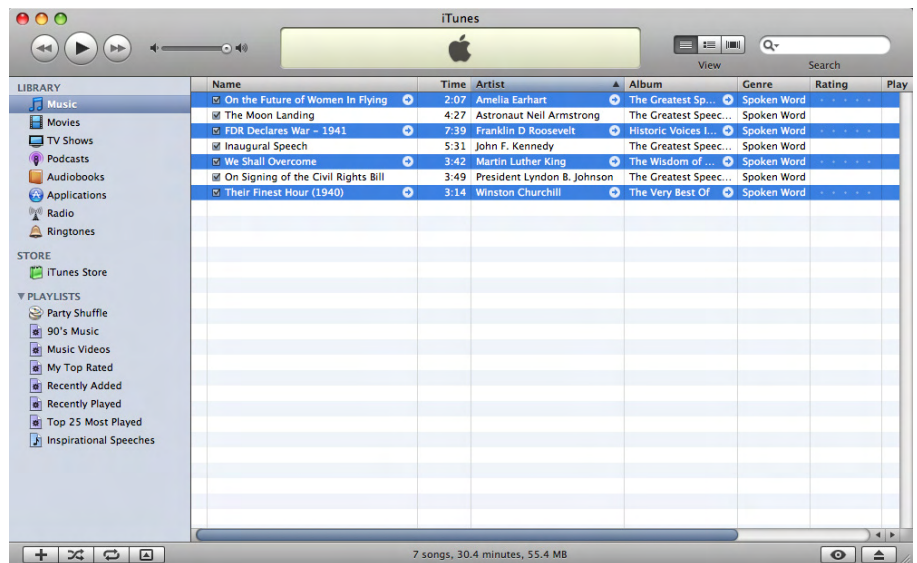 iTunes
View
Search
LIBRARY
Music
Movies
TV Shows
Podcasts
Audiobooks
Applications
Radio
Ringtones
STORE
iTunes Store
PLAYLISTS
Party Shuffle
90's Music
Music Videos
My Top Rated
Recently Added
Recently Played
Top 25 Most Played
Inspirational Speeches
Name Time Artist Album Genre Rating Play
On the Future of Women In Flying 2:07 Amelia Earhart The Greatest Sp... Spoken Word
The Moon Landing 4:27 Astronaut Neil Armstrong The Greatest Speec... Spoken Word
FDR Declares War – 1941 7:39 Franklin D Roosevelt Historic Voices I... Spoken Word
Inaugural Speech 5:31 John F. Kennedy The Greatest Speec... Spoken Word
We Shall Overcome 3:42 Martin Luther King The Wisdom of ... Spoken Word
On Signing of the Civil Rights Bill 3:49 President Lyndon B. Johnson The Greatest Speec... Spoken Word
Their Finest Hour (1940) 3:14 Winston Churchill The Very Best Of Spoken Word
7 songs, 30.4 minutes, 55.4 MB